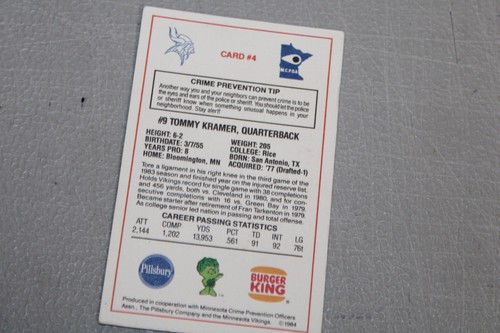 CARD #4
MCPOA
CRIME PREVENTION TIP
Another way you and your neighbors can prevent crime is to be
the eyes and ears of the police or sheriff. You should let the police
or sheriff know when something unusual happens in your
neighborhood. Stay alert!
#9 TOMMY KRAMER, QUARTERBACK
HEIGHT: 6-2 WEIGHT: 205
BIRTHDATE: 3/7/55 COLLEGE: Rice
YEARS PRO: 8 BORN: San Antonio, TX
HOME: Bloomington, MN ACQUIRED: '77 (Drafted-1)
Tore a ligament in his right knee in the third game of the
1983 season and finished year on the injured reserve list.
Holds Vikings record for single game with 38 completions
and 456 yards, both vs. Cleveland in 1980, and for con-
secutive completions with 16 vs. Green Bay in 1979.
Became starter after retirement of Fran Tarkenton in 1979.
As college senior led nation in passing and total offense.
CAREER PASSING STATISTICS
ATT COMP YDS PCT TD INT LG
2,144 1,202 13,953 .561 91 92 76t
Pillsbury
BURGER
KING
Produced in cooperation with Minnesota Crime Prevention Officers
Assn., The Pillsbury Company and the Minnesota Vikings. ©1984